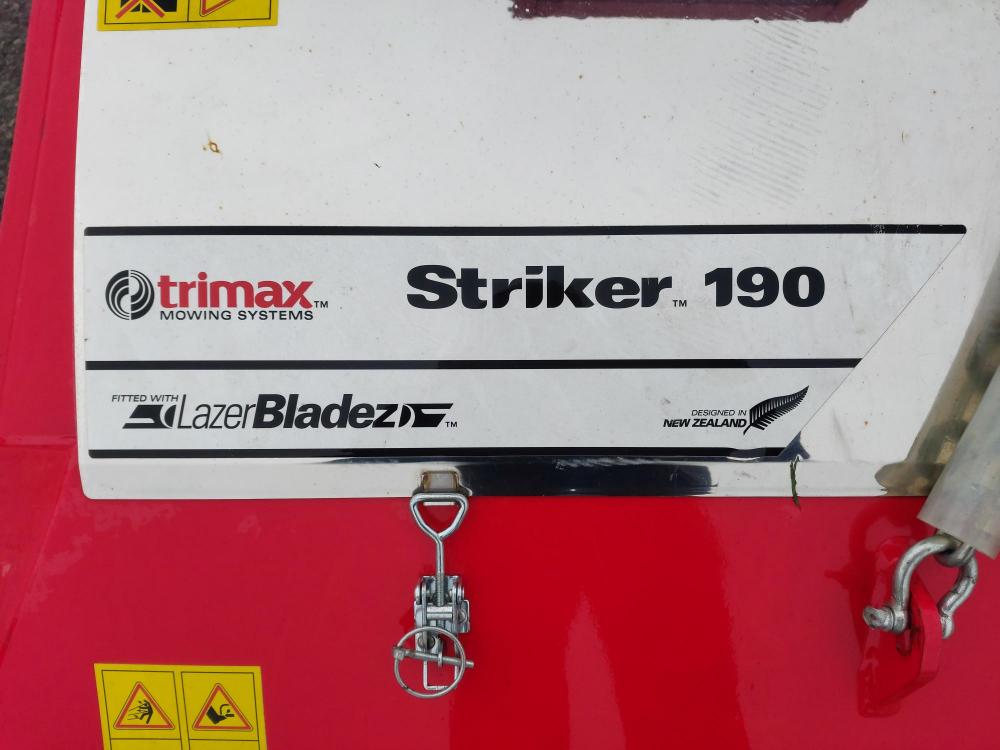 trimax™
MOWING SYSTEMS
Striker™ 190
FITTED WITH
LazerBladez™
DESIGNED IN
NEW ZEALAND